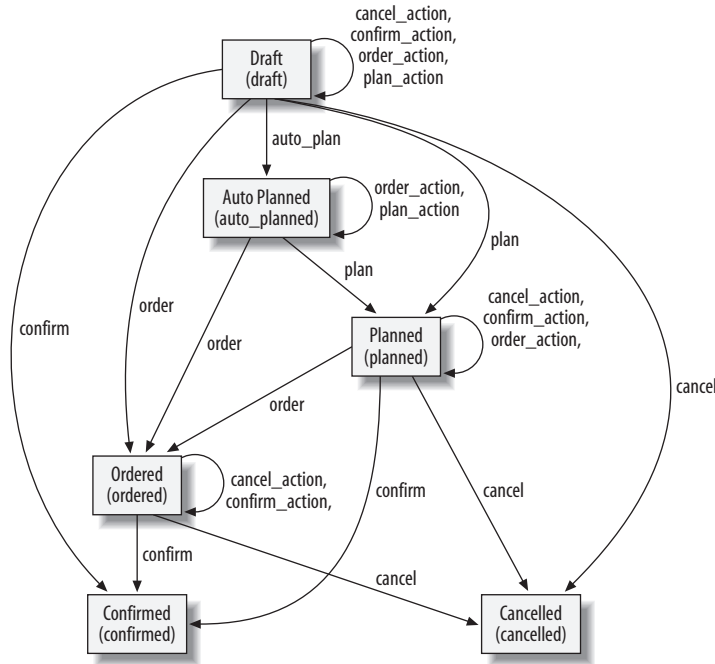 cancel_action,
confirm_action,
order_action,
plan_action
Draft
(draft)
auto_plan
Auto Planned
(auto_planned)
order_action,
plan_action
plan
plan
cancel_action,
confirm_action,
order_action,
confirm
order
order
Planned
(planned)
cancel
order
Ordered
(ordered)
cancel_action,
confirm_action,
confirm
cancel
confirm
cancel
Confirmed
(confirmed)
Cancelled
(cancelled)